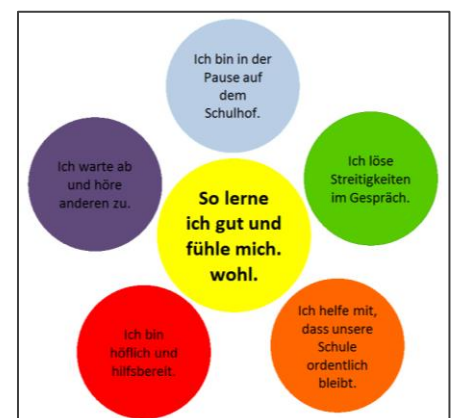 Ich bin in der
Pause auf
dem
Schulhof.
Ich löse
Streitigkeiten
im Gespräch.
Ich warte ab
und höre
anderen zu.
So lerne
ich gut und
fühle mich.
wohl.
Ich helfe mit,
dass unsere
Schule
ordentlich
bleibt.
Ich bin
höflich und
hilfsbereit.